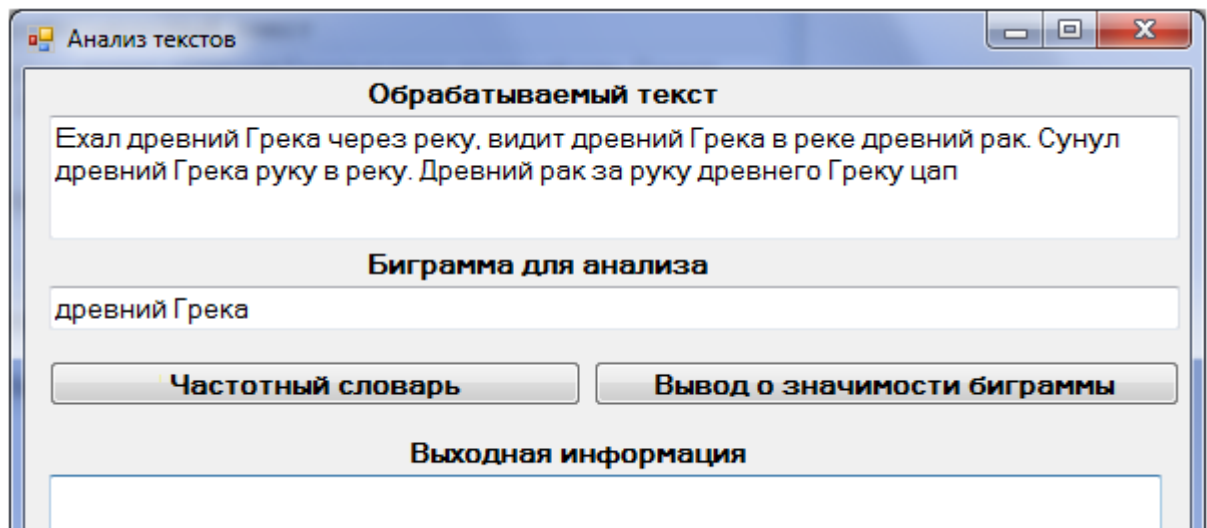 Анализ текстов
Обрабатываемый текст
Ехал древний Грека через реку, видит древний Грека в реке древний рак. Сунул
древний Грека руку в реку. Древний рак за руку древнего Греку цап
Биграмма для анализа
древний Грека
Частотный словарь
Вывод о значимости биграммы
Выходная информация